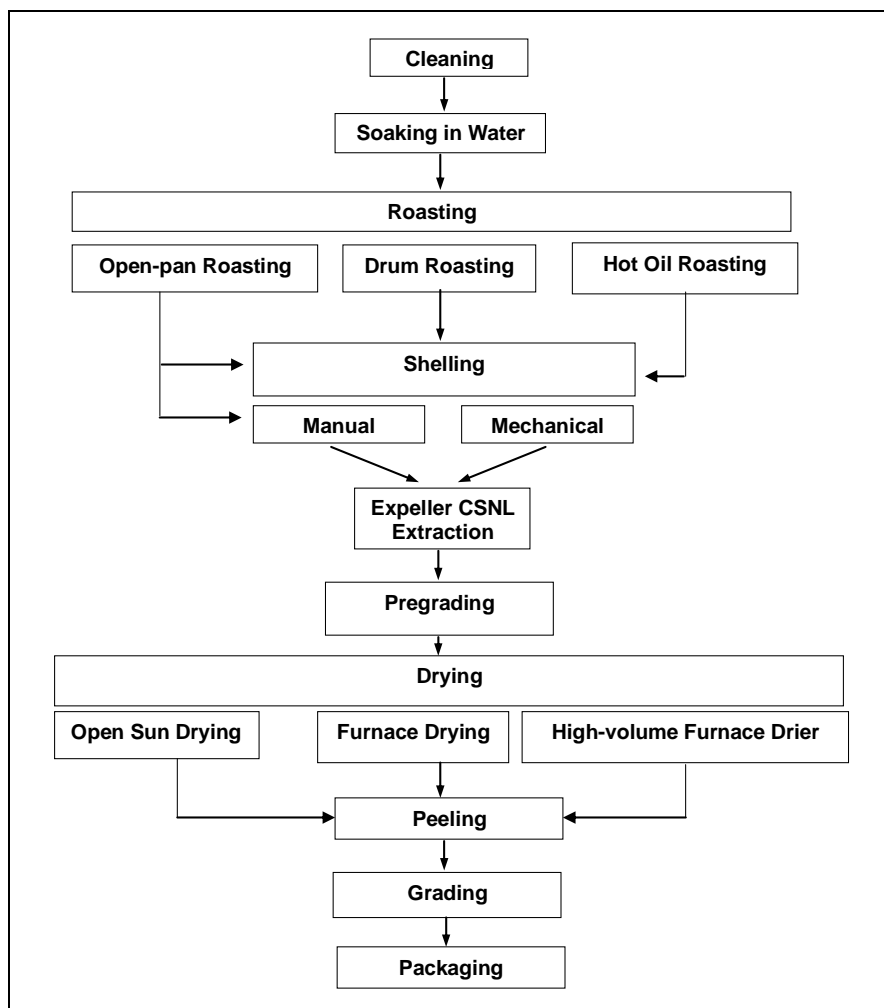 Cleaning
Soaking in Water
Roasting
Open-pan Roasting
Drum Roasting
Hot Oil Roasting
Shelling
Manual
Mechanical
Expeller CSNL
Extraction
Pregrading
Drying
Open Sun Drying
Furnace Drying
High-volume Furnace Drier
Peeling
Grading
Packaging